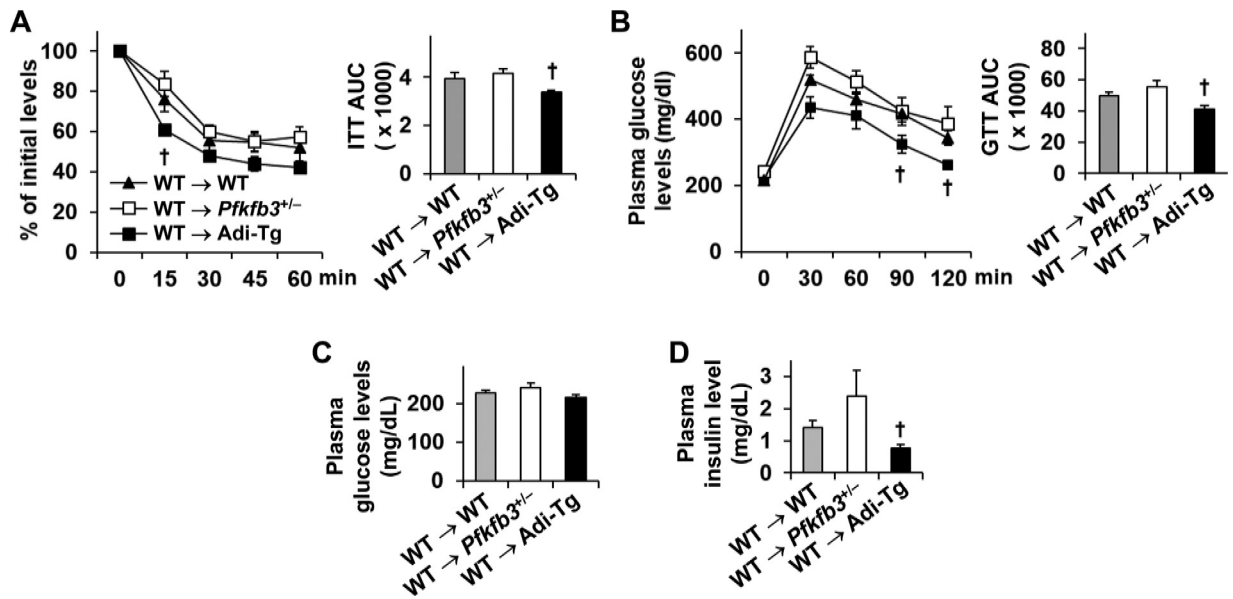 A
% of initial levels
100
80
60
40
20
0
†
WT → WT
WT → Pfkfb3+/–
WT → Adi-Tg
0 15 30 45 60 min
ITT AUC
( x 1000)
4
2
0
†
WT → WT
WT → Pfkfb3+/–
WT → Adi-Tg
B
Plasma glucose
levels (mg/dl)
600
400
200
0
† †
0 30 60 90 120 min
GTT AUC
( x 1000)
80
60
40
20
0
†
WT → WT
WT → Pfkfb3+/–
WT → Adi-Tg
C
Plasma
glucose levels
(mg/dL)
200
100
0
WT → WT
WT → Pfkfb3+/–
WT → Adi-Tg
D
Plasma
insulin level
(mg/dL)
3
2
1
0
†
WT → WT
WT → Pfkfb3+/–
WT → Adi-Tg